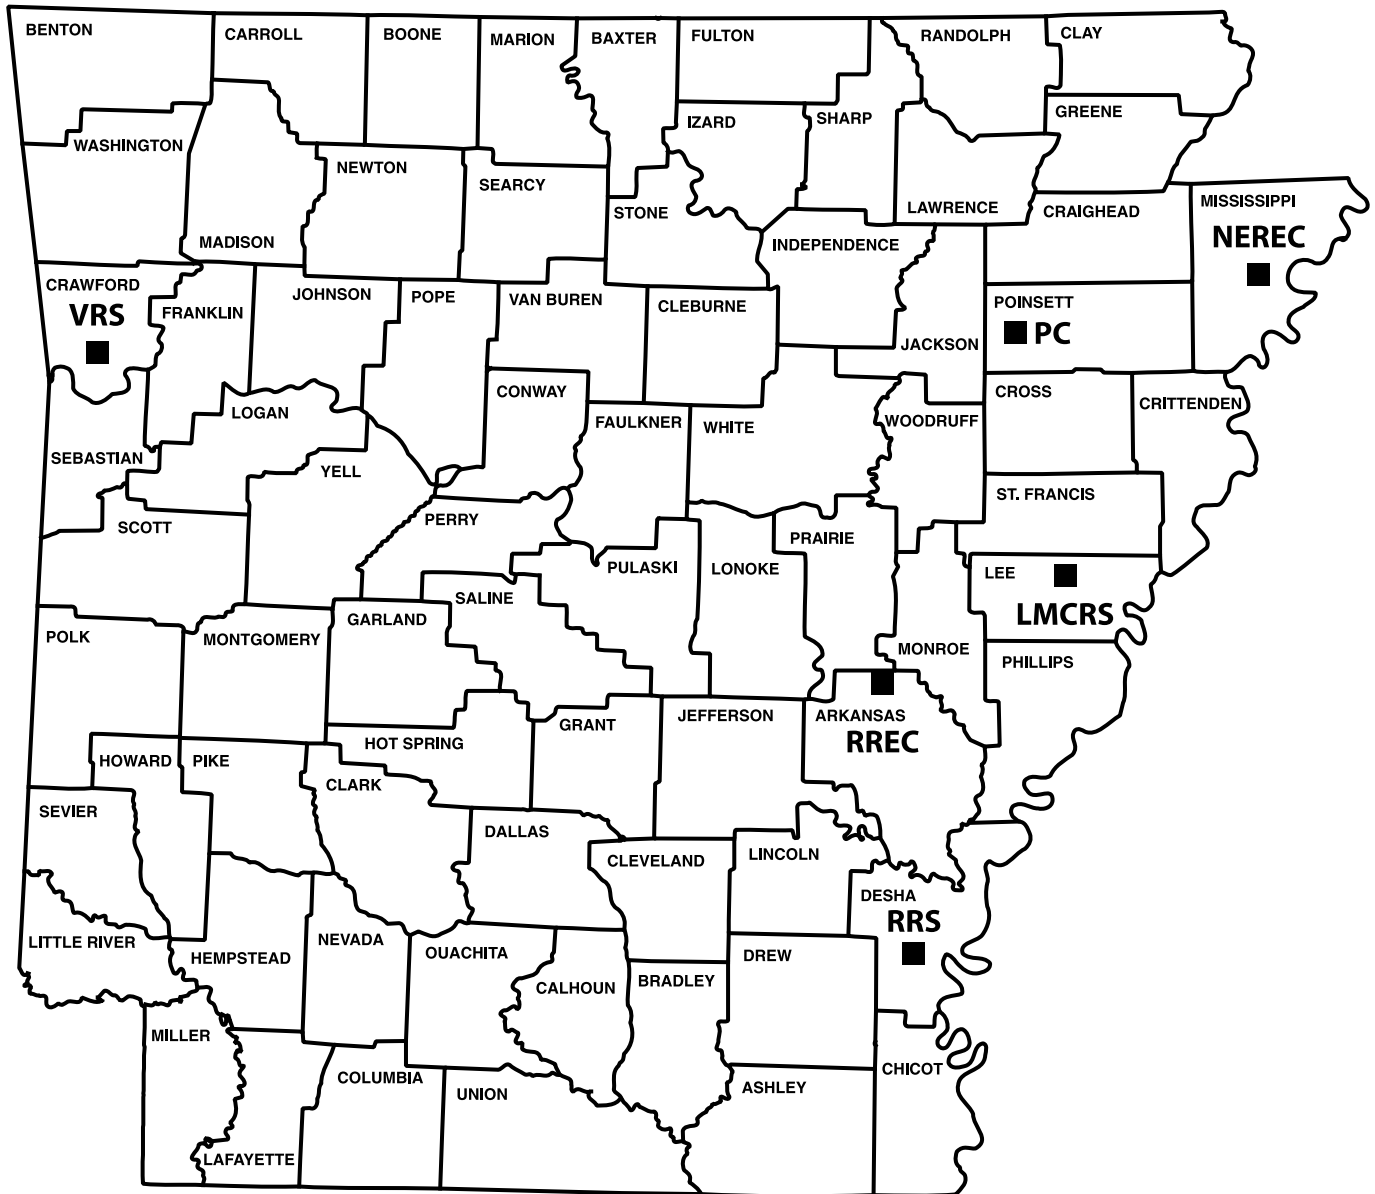 BENTON
CARROLL
BOONE
MARION
BAXTER
FULTON
RANDOLPH
CLAY
WASHINGTON
IZARD
SHARP
GREENE
NEWTON
SEARCY
STONE
LAWRENCE
CRAIGHEAD
MISSISSIPPI
NEREC
MADISON
INDEPENDENCE
CRAWFORD
VRS
FRANKLIN
JOHNSON
POPE
VAN BUREN
CLEBURNE
JACKSON
POINSETT
PC
LOGAN
CONWAY
FAULKNER
WHITE
WOODRUFF
CROSS
CRITTENDEN
SEBASTIAN
YELL
ST. FRANCIS
SCOTT
PERRY
PULASKI
LONOKE
PRAIRIE
LEE
LMCRS
SALINE
GARLAND
POLK
MONTGOMERY
MONROE
PHILLIPS
HOT SPRING
GRANT
JEFFERSON
ARKANSAS
RREC
HOWARD
PIKE
CLARK
SEVIER
DALLAS
CLEVELAND
LINCOLN
DESHA
RRS
LITTLE RIVER
HEMPSTEAD
NEVADA
OUACHITA
CALHOUN
BRADLEY
DREW
MILLER
COLUMBIA
UNION
ASHLEY
CHICOT
LAFAYETTE